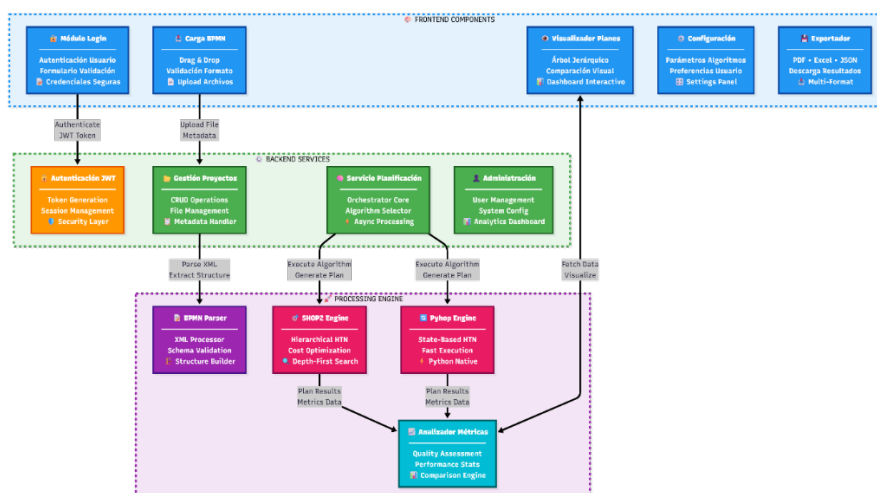 FRONTEND COMPONENTS
Módulo Login
Autenticación Usuario
Formulario Validación
Credenciales Seguras
Carga BPMN
Drag & Drop
Validación Formato
Upload Archivos
Visualizador Planes
Árbol Jerárquico
Comparación Visual
Dashboard Interactivo
Configuración
Parámetros Algoritmos
Preferencias Usuario
Settings Panel
Exportador
PDF • Excel • JSON
Descarga Resultados
Multi-Format
Authenticate
JWT Token
Upload File
Metadata
BACKEND SERVICES
Autenticación JWT
Token Generation
Session Management
Security Layer
Gestión Proyectos
CRUD Operations
File Management
Metadata Handler
Servicio Planificación
Orchestrator Core
Algorithm Selector
Async Processing
Administración
User Management
System Config
Analytics Dashboard
Parse XML
Extract Structure
Execute Algorithm
Generate Plan
Execute Algorithm
Generate Plan
Fetch Data
Visualize
PROCESSING ENGINE
BPMN Parser
XML Processor
Schema Validation
Structure Builder
SHOP2 Engine
Hierarchical HTN
Cost Optimization
Depth-First Search
Pyhop Engine
State-Based HTN
Fast Execution
Python Native
Plan Results
Metrics Data
Plan Results
Metrics Data
Analizador Métricas
Quality Assessment
Performance Stats
Comparison Engine